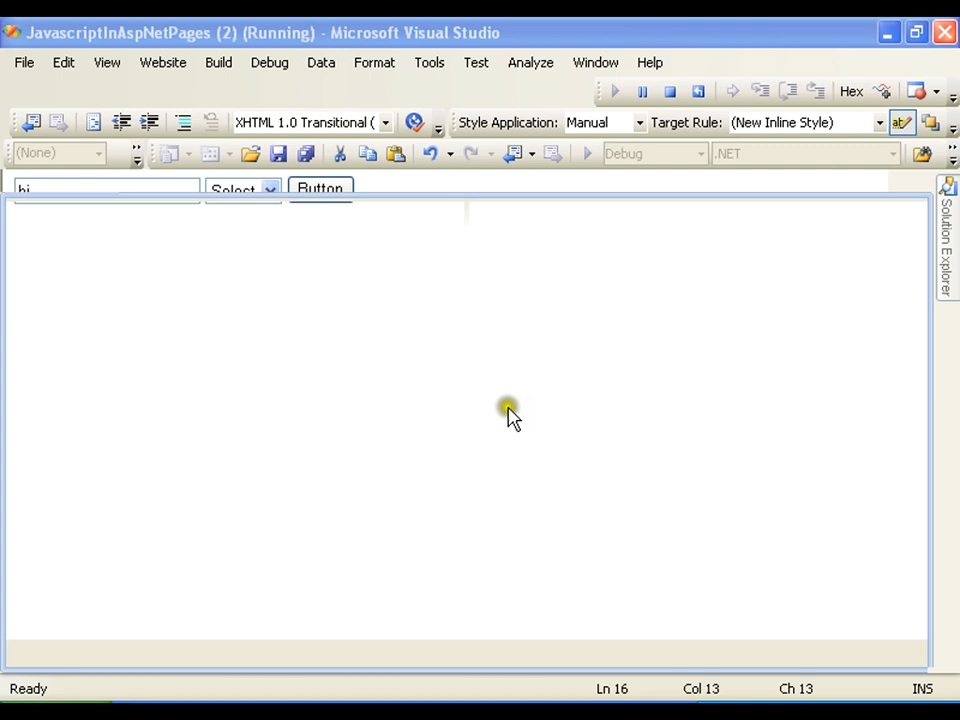 JavascriptInAspNetPages (2) (Running) - Microsoft Visual Studio
File Edit View Website Build Debug Data Format Tools Test Analyze Window Help
Hex
XHTML 1.0 Transitional ( Style Application: Manual Target Rule: (New Inline Style)
(None) Debug .NET
hi Select Button
Solution Explorer
Ready Ln 16 Col 13 Ch 13 INS